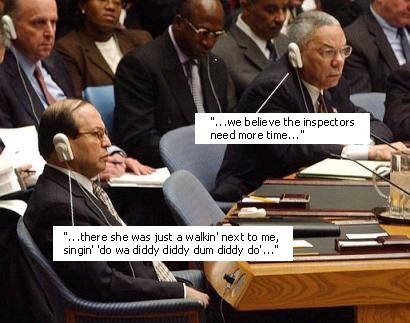 "...we believe the inspectors
need more time..."
"...there she was just a walkin' next to me,
singin' 'do wa diddy diddy dum diddy do'..."